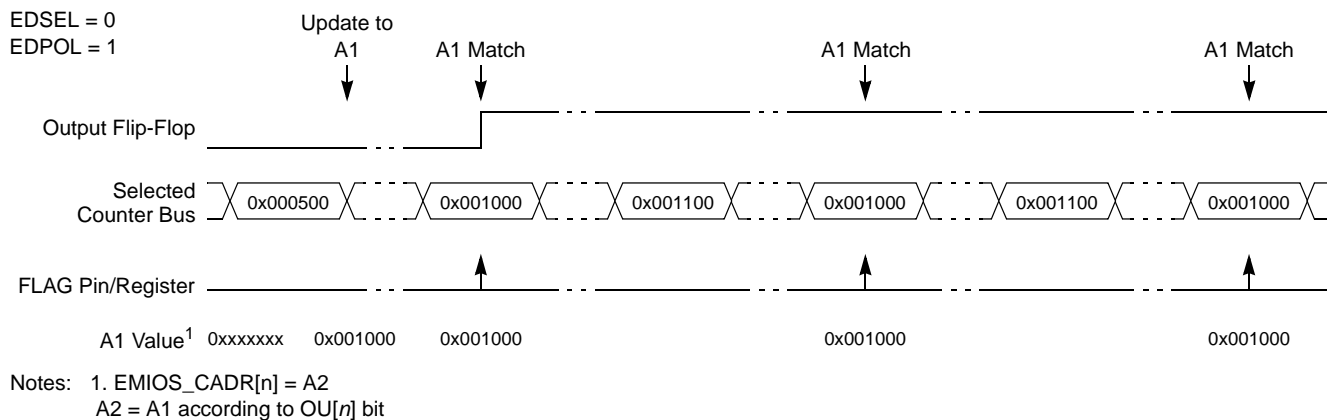 EDSEL = 0
EDPOL = 1
Update to
A1
A1 Match
A1 Match
A1 Match
Output Flip-Flop
Selected
Counter Bus
0x000500
0x001000
0x001100
0x001000
0x001100
0x001000
FLAG Pin/Register
A1 Value1 0xxxxxxx 0x001000 0x001000 0x001000 0x001000
Notes: 1. EMIOS_CADR[n] = A2
A2 = A1 according to OU[n] bit